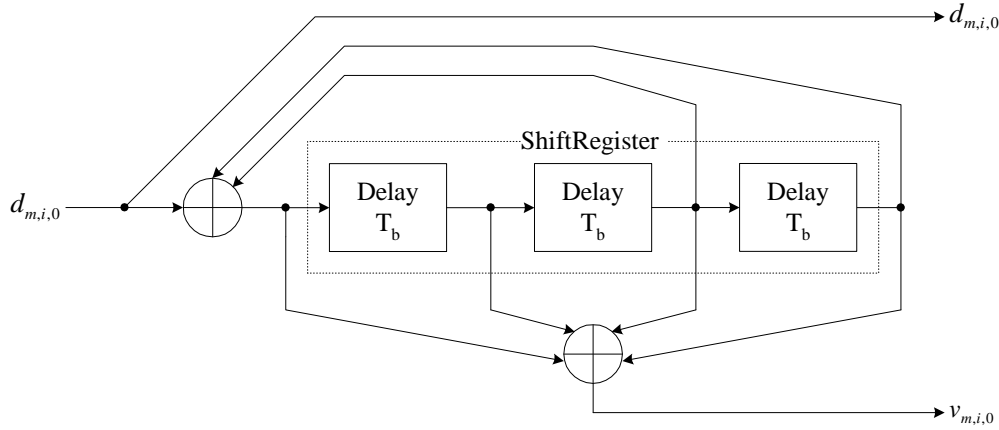 d_{m,i,0}
ShiftRegister
d_{m,i,0}
Delay
T_b
Delay
T_b
Delay
T_b
v_{m,i,0}